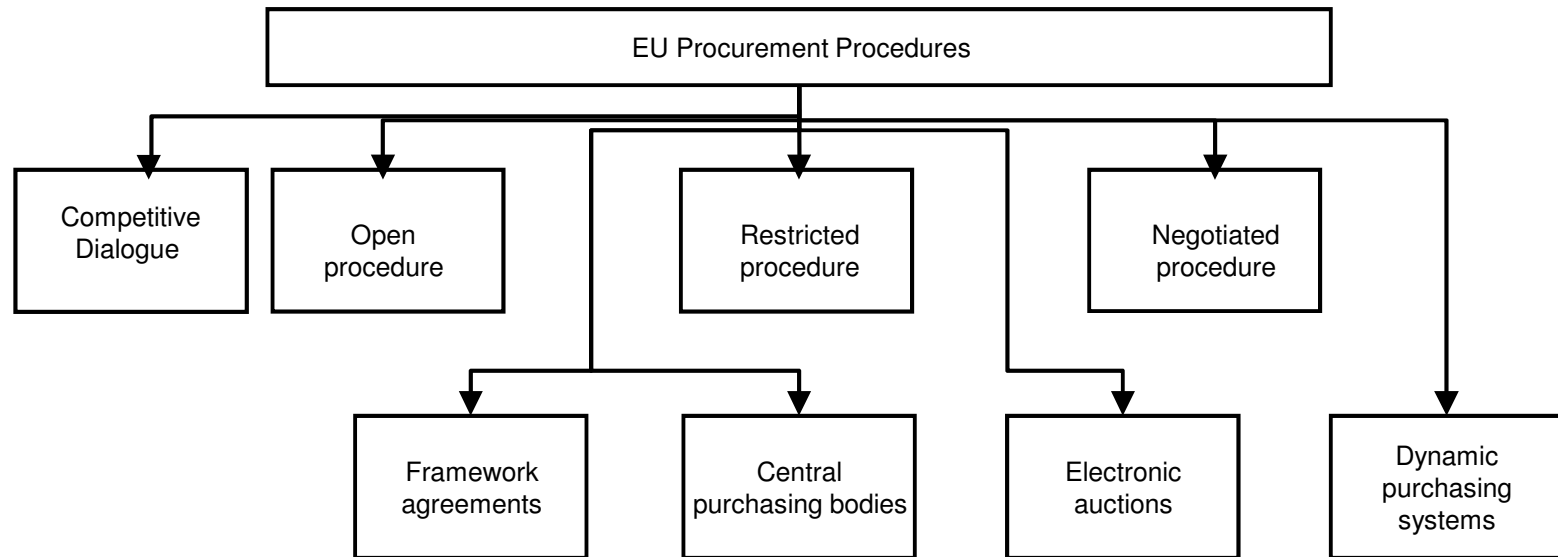 EU Procurement Procedures
Competitive
Dialogue
Open
procedure
Restricted
procedure
Negotiated
procedure
Framework
agreements
Central
purchasing bodies
Electronic
auctions
Dynamic
purchasing
systems